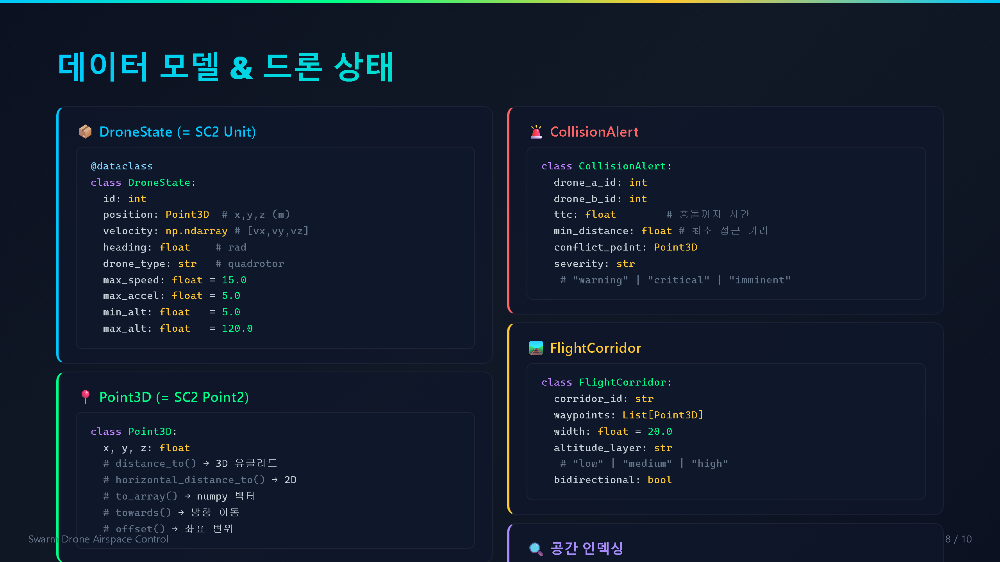 데이터 모델 & 드론 상태
DroneState (= SC2 Unit)
@dataclass
class DroneState:
  id: int
  position: Point3D  # x,y,z (m)
  velocity: np.ndarray # [vx,vy,vz]
  heading: float    # rad
  drone_type: str   # quadrotor
  max_speed: float = 15.0
  max_accel: float = 5.0
  min_alt: float   = 5.0
  max_alt: float   = 120.0
Point3D (= SC2 Point2)
class Point3D:
  x, y, z: float
  # distance_to() → 3D 유클리드
  # horizontal_distance_to() → 2D
  # to_array() → numpy 벡터
  # towards() → 방향 이동
  # offset() → 좌표 변위
CollisionAlert
class CollisionAlert:
  drone_a_id: int
  drone_b_id: int
  ttc: float        # 충돌까지 시간
  min_distance: float # 최소 접근 거리
  conflict_point: Point3D
  severity: str
   # "warning" | "critical" | "imminent"
FlightCorridor
class FlightCorridor:
  corridor_id: str
  waypoints: List[Point3D]
  width: float = 20.0
  altitude_layer: str
   # "low" | "medium" | "high"
  bidirectional: bool
공간 인덱싱
Swarm Drone Airspace Control
8 / 10